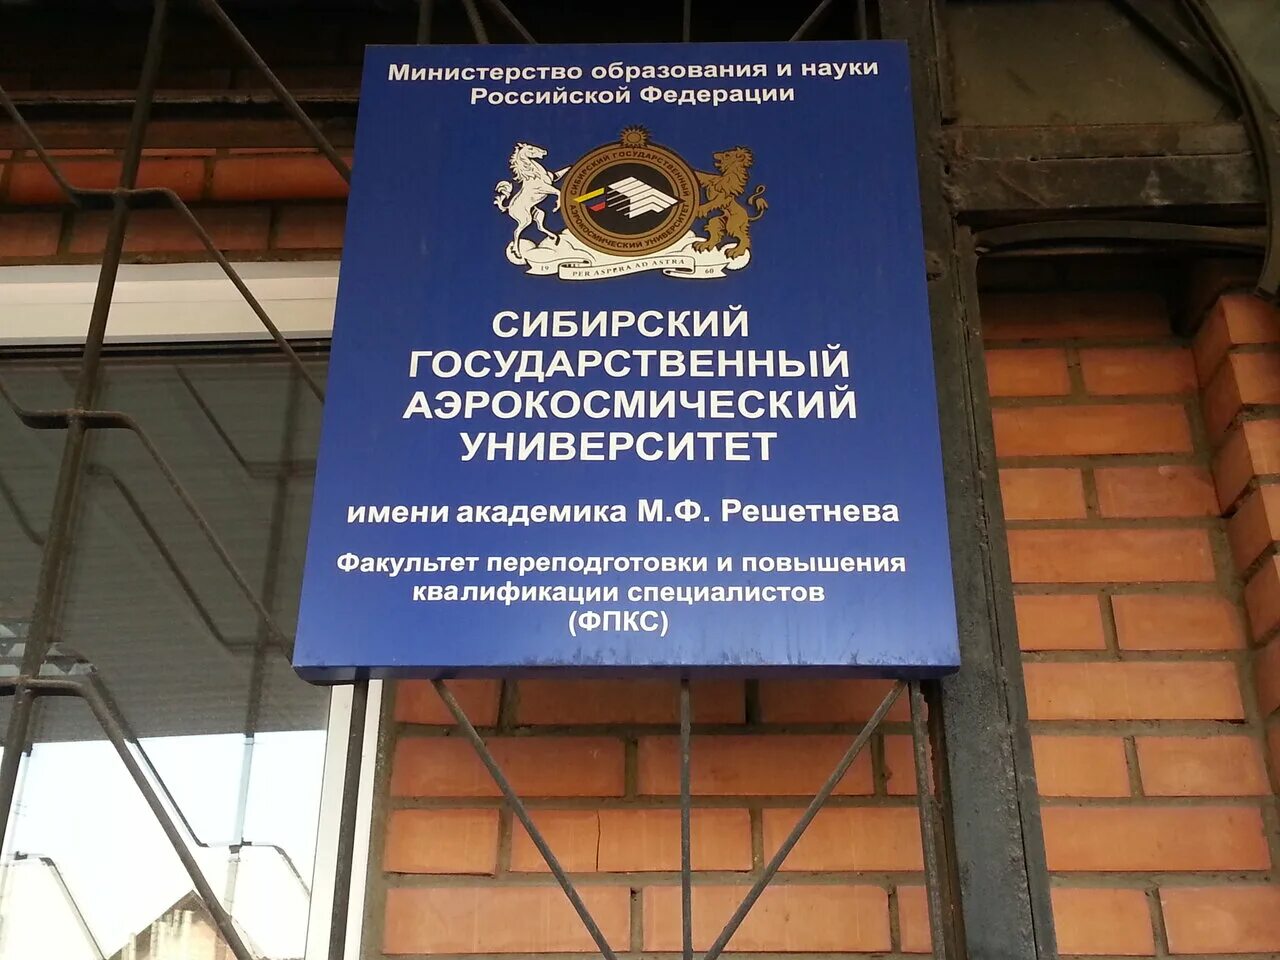 Министерство образования и науки
Российской Федерации
СИБИРСКИЙ ГОСУДАРСТВЕННЫЙ
АЭРОКОСМИЧЕСКИЙ УНИВЕРСИТЕТ
19 PER ASPERA AD ASTRA 60
СИБИРСКИЙ
ГОСУДАРСТВЕННЫЙ
АЭРОКОСМИЧЕСКИЙ
УНИВЕРСИТЕТ
имени академика М.Ф. Решетнева
Факультет переподготовки и повышения
квалификации специалистов
(ФПКС)